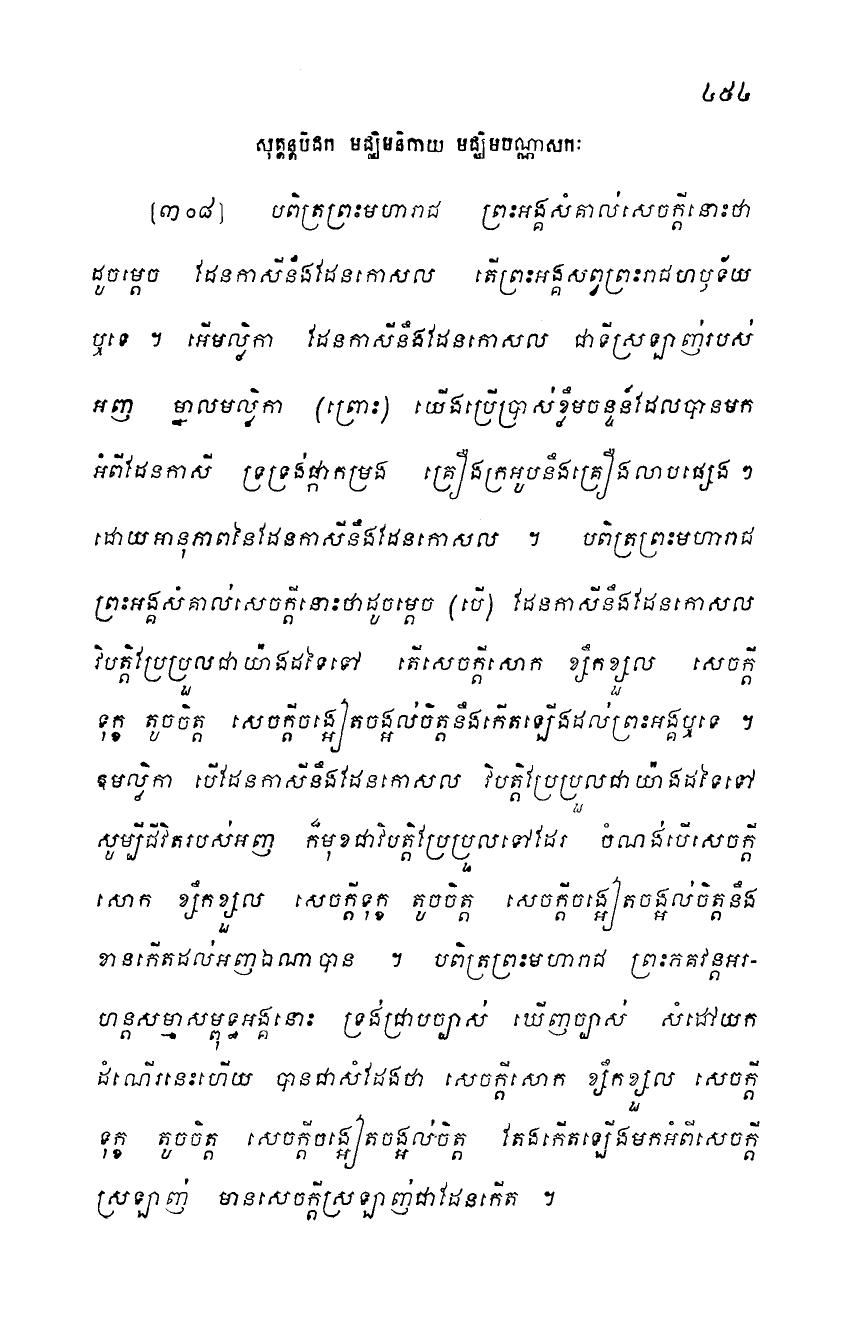 ៤៥៤
សុត្តន្តបិដក មជ្ឈិមនិកាយ មជ្ឈិមបណ្ណាសកៈ
[៣០៨] បពិត្រព្រះមហារាជ ព្រះអង្គសំគាល់សេចក្តីនោះថា
ដូចម្តេច ដែនកាសីនឹងដែនកោសល តើព្រះអង្គសព្វព្រះរាជហឫទ័យ
ឬទេ ។ អើមល្លិកា ដែនកាសីនឹងដែនកោសល ជាទីស្រឡាញ់របស់
អញ ម្នាលមល្លិកា (ព្រោះ) យើងប្រើប្រាស់ខ្លឹមចន្ទន៍ដែលបានមក
អំពីដែនកាសី ទ្រទ្រង់ផ្កាកម្រង គ្រឿងក្រអូបនឹងគ្រឿងលាបផ្សេង ៗ
ដោយអានុភាពនៃដែនកាសីនឹងដែនកោសល ។ បពិត្រព្រះមហារាជ
ព្រះអង្គសំគាល់សេចក្តីនោះថាដូចម្តេច (បើ) ដែនកាសីនឹងដែនកោសល
វិបត្តិប្រែប្រួលជាយ៉ាងដទៃទៅ តើសេចក្តីសោក ខ្សឹកខ្សួល សេចក្តី
ទុក្ខ តូចចិត្ត សេចក្តីចង្អៀតចង្អល់ចិត្តនឹងកើតឡើងដល់ព្រះអង្គឬទេ ។
នុមល្លិកា បើដែនកាសីនឹងដែនកោសល វិបត្តិប្រែប្រួលជាយ៉ាងដទៃទៅ
សូម្បីជីវិតរបស់អញ ក៏មុខជាវិបត្តិប្រែប្រួលទៅដែរ ចំណង់បើសេចក្តី
សោក ខ្សឹកខ្សួល សេចក្តីទុក្ខ តូចចិត្ត សេចក្តីចង្អៀតចង្អល់ចិត្តនឹង
ខានកើតដល់អញឯណាបាន ។ បពិត្រព្រះមហារាជ ព្រះភគវន្តអរ-
ហន្តសម្មាសម្ពុទ្ធអង្គនោះ ទ្រង់ជ្រាបច្បាស់ ឃើញច្បាស់ សំដៅយក
ដំណើរនេះហើយ បានជាសំដែងថា សេចក្តីសោក ខ្សឹកខ្សួល សេចក្តី
ទុក្ខ តូចចិត្ត សេចក្តីចង្អៀតចង្អល់ចិត្ត តែងកើតឡើងមកអំពីសេចក្តី
ស្រឡាញ់ មានសេចក្តីស្រឡាញ់ជាដែនកើត ។